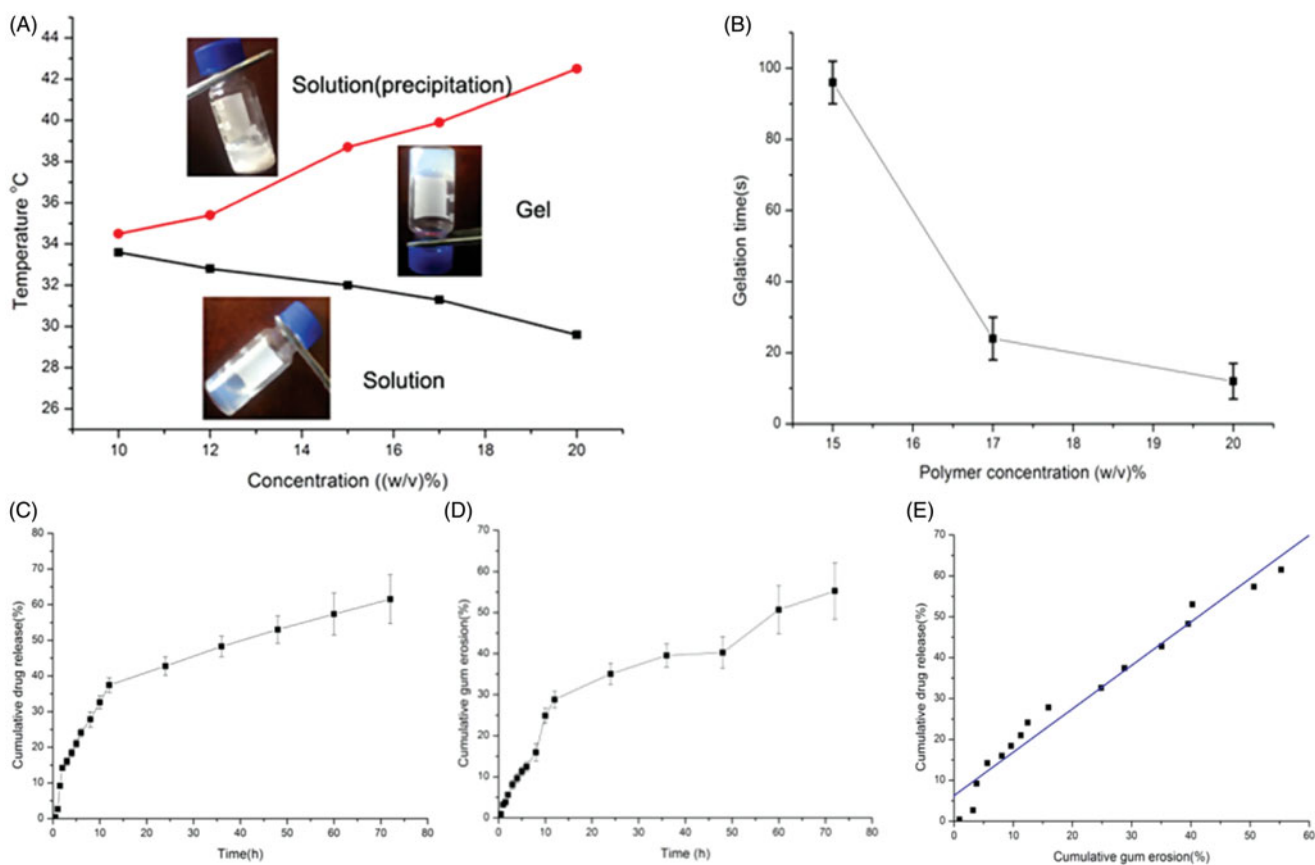 (A)
44
42
40
38
36
34
32
30
28
26
Temperature °C
Solution(precipitation)
Gel
Solution
10 12 14 16 18 20
Concentration ((w/v)%)
(B)
100
80
60
40
20
0
Gelation time(s)
15 16 17 18 19 20
Polymer concentration (w/v)%
(C)
80
70
60
50
40
30
20
10
0
Cumulative drug release(%)
0 10 20 30 40 50 60 70 80
Time(h)
(D)
70
60
50
40
30
20
10
0
Cumulative gum erosion(%)
0 10 20 30 40 50 60 70 80
Time (h)
(E)
70
60
50
40
30
20
10
0
Cumulative drug release(%)
0 10 20 30 40 50 60
Cumulative gum erosion(%)